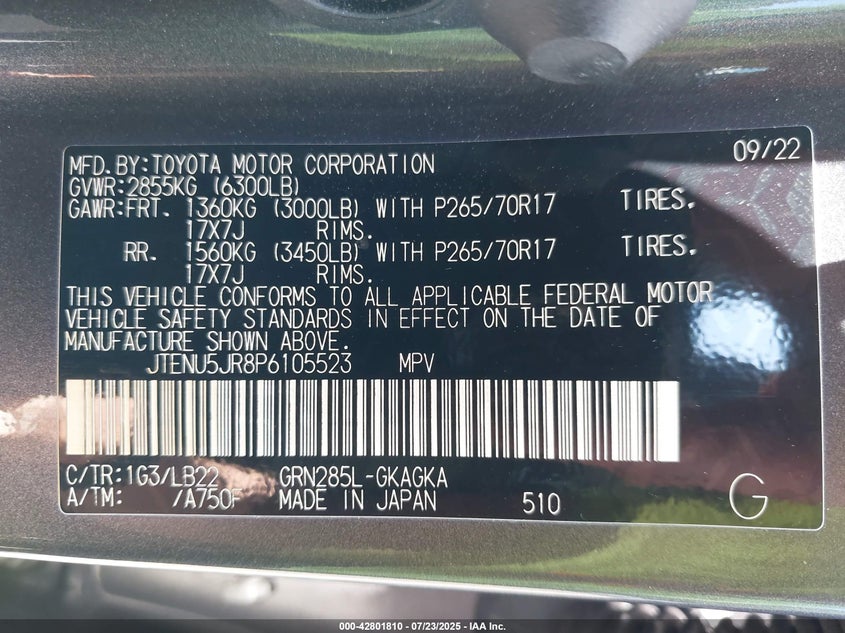 09/22
MFD.BY:TOYOTA MOTOR CORPORATION
GVWR:2855KG (6300LB)
GAWR:FRT. 1360KG (3000LB) WITH P265/70R17 TIRES.
17X7J RIMS.
RR. 1560KG (3450LB) WITH P265/70R17 TIRES.
17X7J RIMS.
THIS VEHICLE CONFORMS TO ALL APPLICABLE FEDERAL MOTOR
VEHICLE SAFETY STANDARDS IN EFFECT ON THE DATE OF
MANUFACTURE SHOWN ABOVE.
JTENU5JR8P6105523 MPV
C/TR:1G3/LB22 GRN285L-GKAGKA
A/TM: /A750F MADE IN JAPAN 510 G
000-42801810 - 07/23/2025 - IAA Inc.